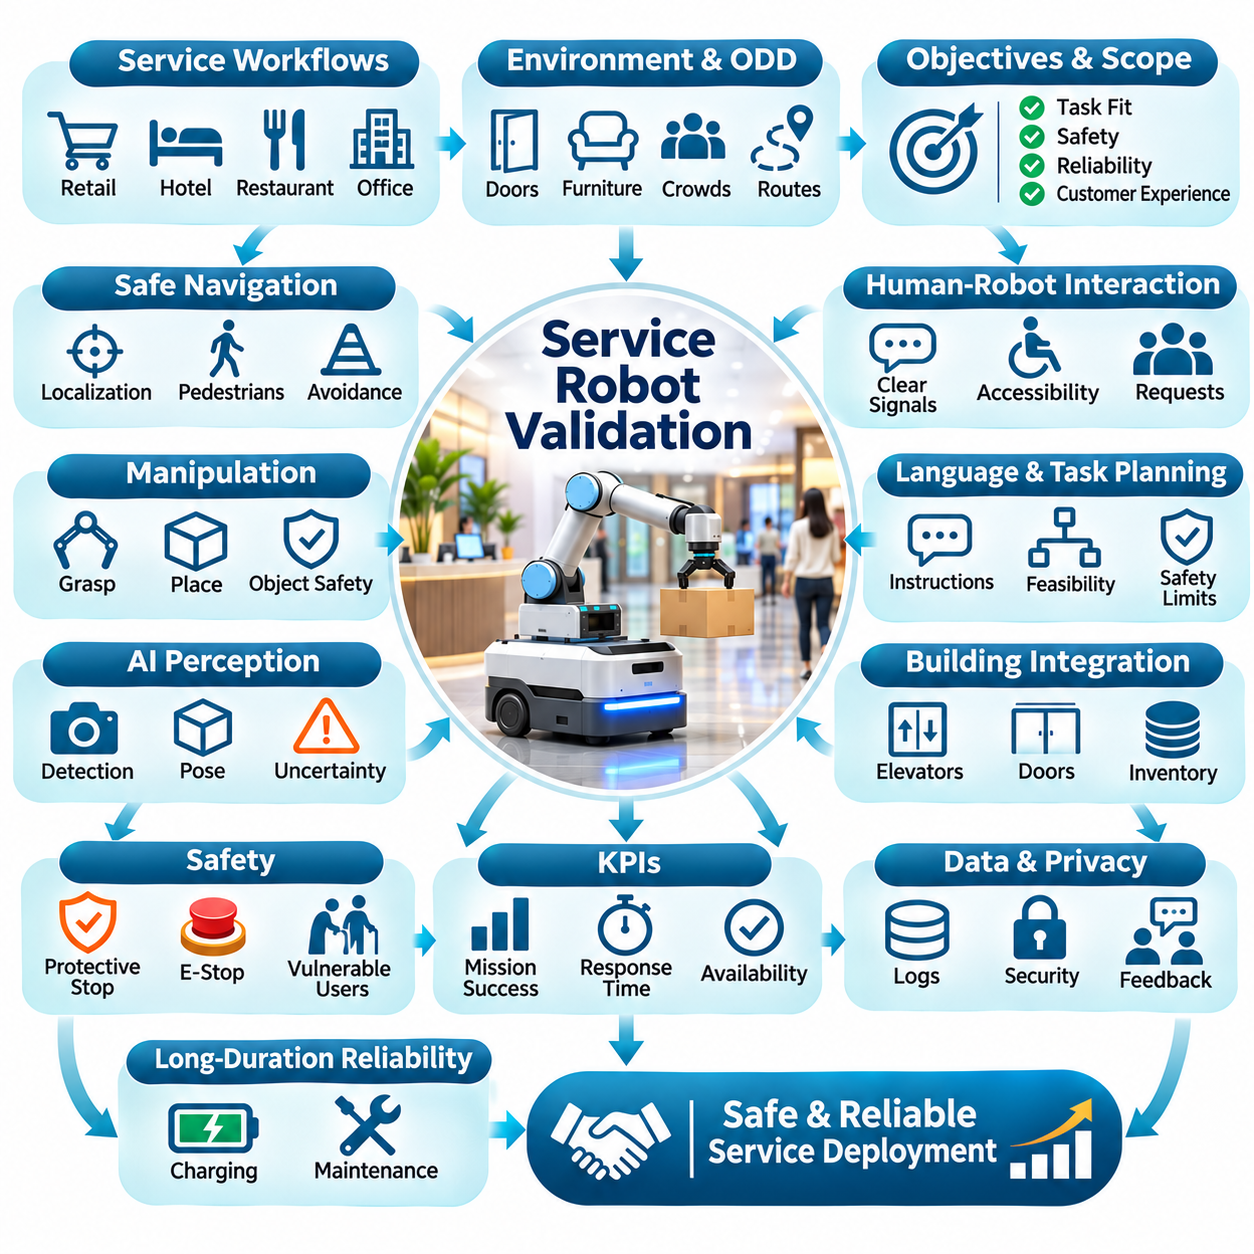 Service Workflows
Retail
Hotel
Restaurant
Office
Environment & ODD
Doors
Furniture
Crowds
Routes
Objectives & Scope
Task Fit
Safety
Reliability
Customer Experience
Safe Navigation
Localization
Pedestrians
Avoidance
Service
Robot
Validation
Human-Robot Interaction
Clear
Signals
Accessibility
Requests
Manipulation
Grasp
Place
Object Safety
Language & Task Planning
Instructions
Feasibility
Safety
Limits
AI Perception
Detection
Pose
Uncertainty
Building Integration
Elevators
Doors
Inventory
Safety
Protective
Stop
E-Stop
Vulnerable
Users
KPIs
Mission
Success
Response
Time
Availability
Data & Privacy
Logs
Security
Feedback
Long-Duration Reliability
Charging
Maintenance
Safe & Reliable
Service Deployment